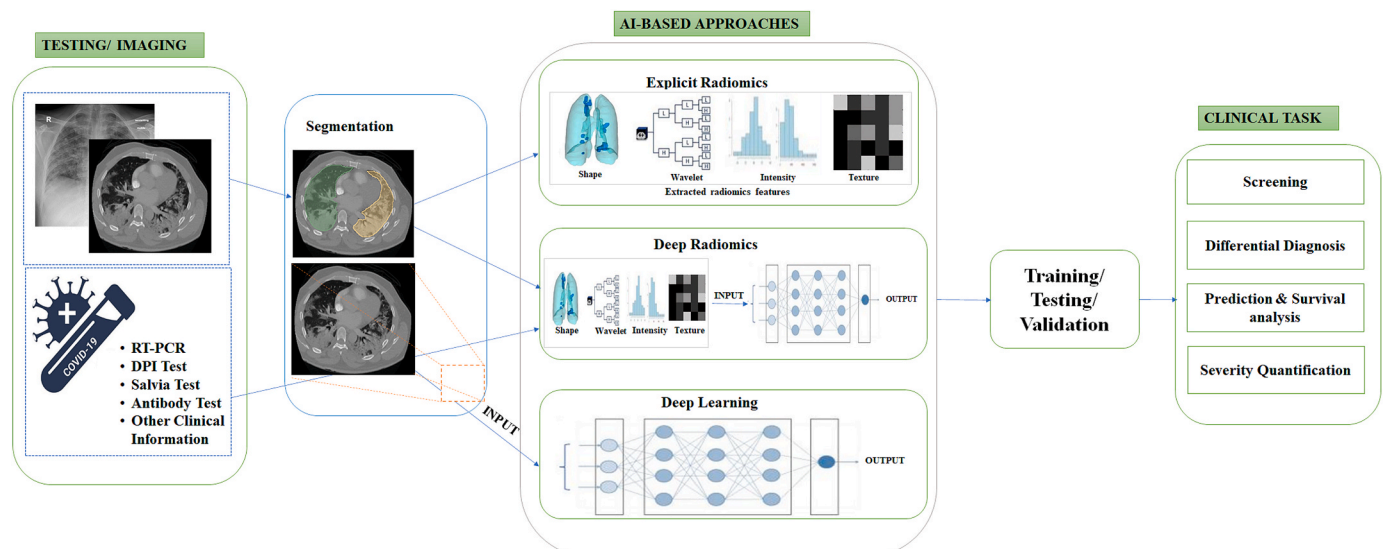 TESTING/ IMAGING
R
COVID-19
• RT-PCR
• DPI Test
• Salvia Test
• Antibody Test
• Other Clinical
Information
Segmentation
AI-BASED APPROACHES
Explicit Radiomics
L
H
L
H
L
H
L
H
L
H
L
H
L
H
Shape
Wavelet
Intensity
Texture
Extracted radiomics features
Deep Radiomics
INPUT
OUTPUT
Shape
Wavelet
Intensity
Texture
INPUT
Deep Learning
OUTPUT
Training/
Testing/
Validation
CLINICAL TASK
Screening
Differential Diagnosis
Prediction & Survival
analysis
Severity Quantification